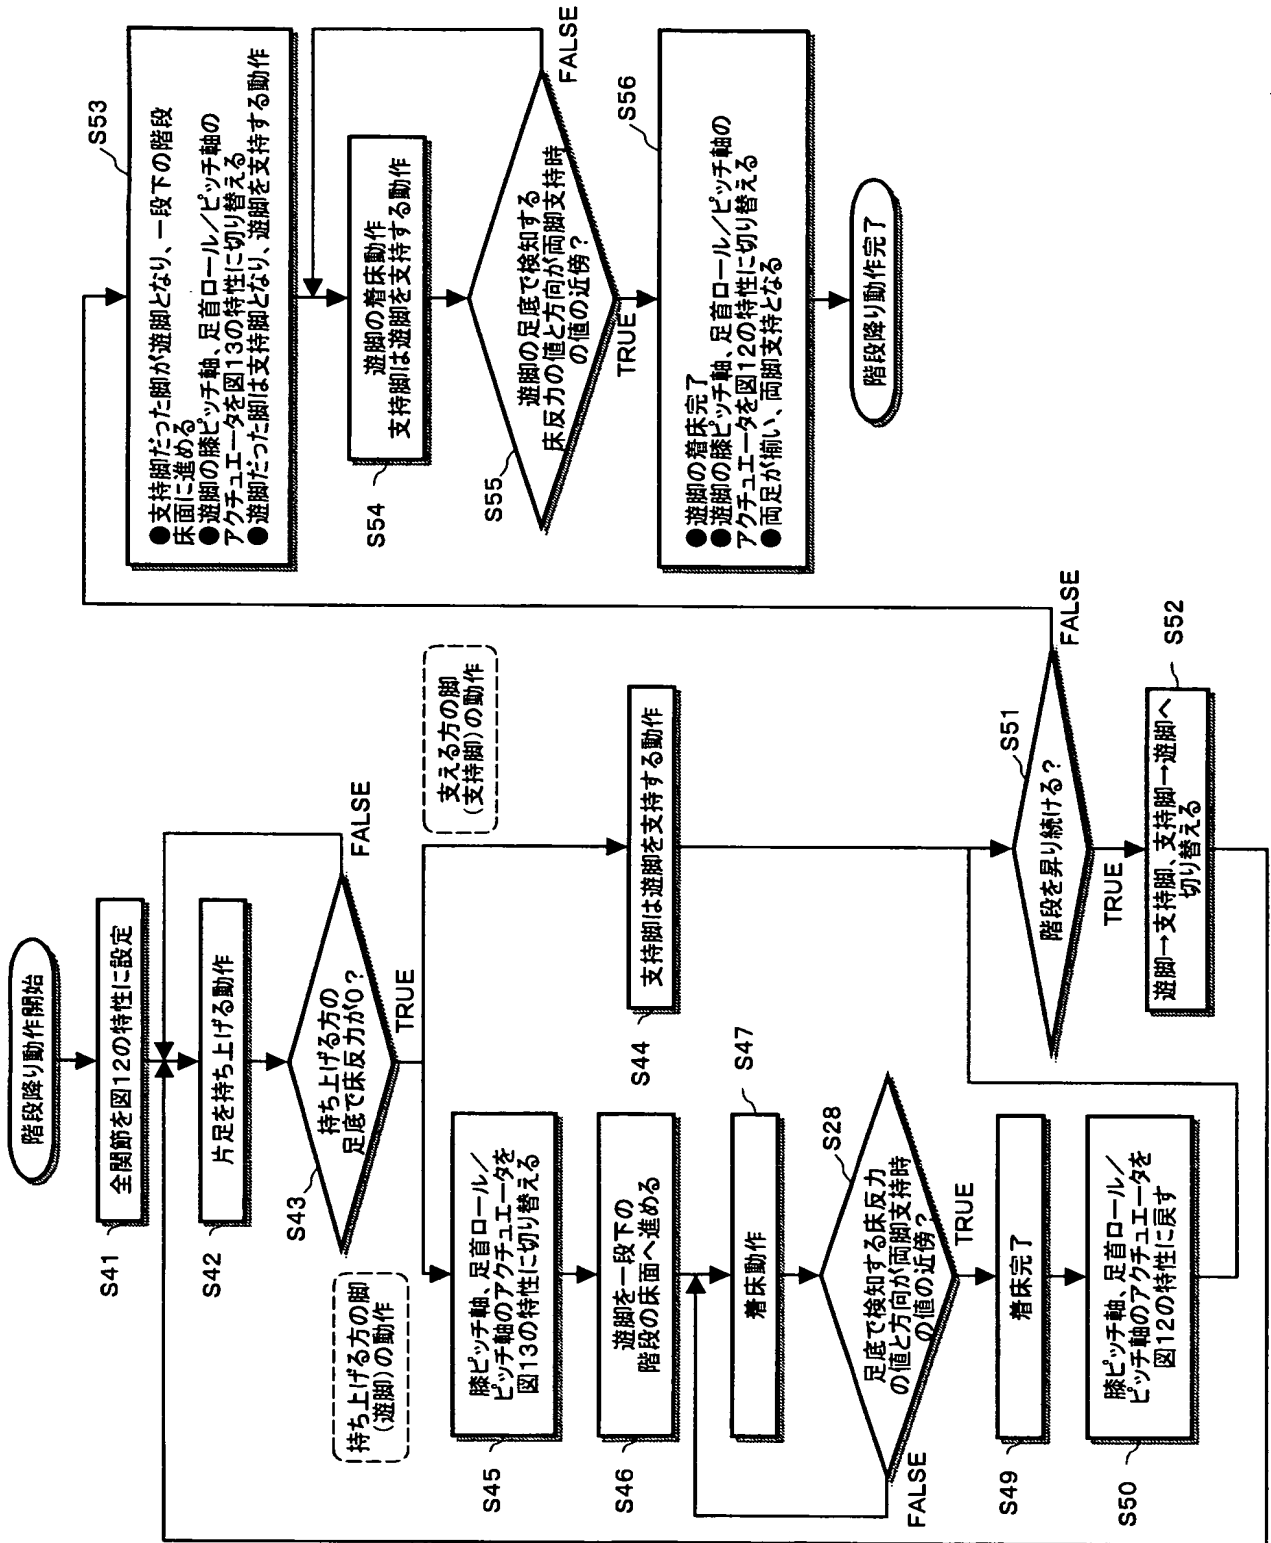 階段降り動作開始
全関節を図12の特性に設定
S41
片足を持ち上げる動作
S42
持ち上げる方の
足底で床反力が0？
S43
FALSE
TRUE
持ち上げる方の脚
(遊脚)の動作
支える方の脚
(支持脚)の動作
膝ピッチ軸、足首ロール／
ピッチ軸のアクチュエータを
図13の特性に切り替える
S45
遊脚を一段下の
階段の床面へ進める
S46
支持脚は遊脚を支持する動作
S44
着床動作
S47
足底で検知する床反力
の値と方向が両脚支持時
の値の近傍？
S28
FALSE
TRUE
着床完了
S49
膝ピッチ軸、足首ロール／
ピッチ軸のアクチュエータを
図12の特性に戻す
S50
階段を昇り続ける？
S51
FALSE
TRUE
遊脚→支持脚、支持脚→遊脚へ
切り替える
S52
●支持脚だった脚が遊脚となり、一段下の階段
床面に進める
●遊脚の膝ピッチ軸、足首ロール／ピッチ軸の
アクチュエータを図13の特性に切り替える
●遊脚だった脚は支持脚となり、遊脚を支持する動作
S53
遊脚の着床動作
支持脚は遊脚を支持する動作
S54
遊脚の足底で検知する
床反力の値と方向が両脚支持時
の値の近傍？
S55
FALSE
TRUE
●遊脚の着床完了
●遊脚の膝ピッチ軸、足首ロール／ピッチ軸の
アクチュエータを図12の特性に切り替える
●両足が揃い、両脚支持となる
S56
階段降り動作完了